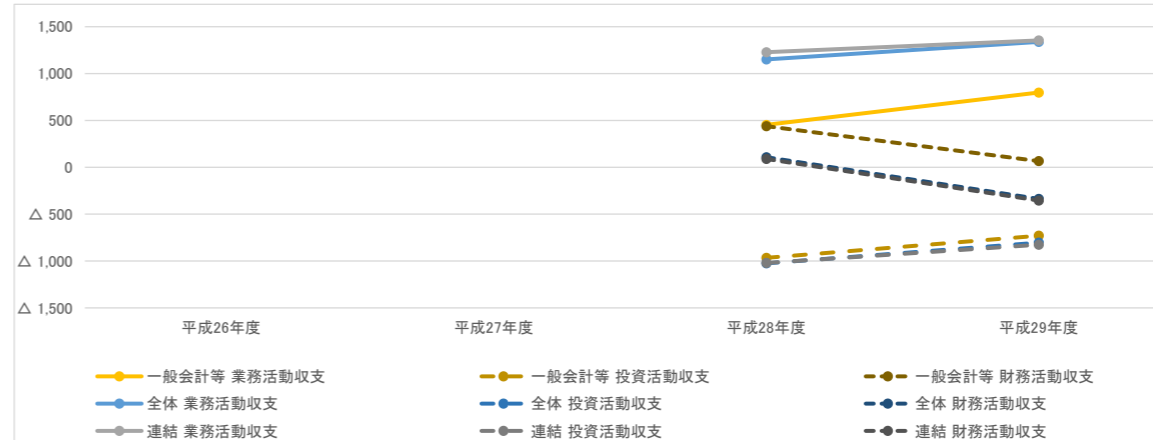 1,500
1,000
500
0
△ 500
△ 1,000
△ 1,500
平成26年度 平成27年度 平成28年度 平成29年度
一般会計等 業務活動収支 一般会計等 投資活動収支 一般会計等 財務活動収支
全体 業務活動収支 全体 投資活動収支 全体 財務活動収支
連結 業務活動収支 連結 投資活動収支 連結 財務活動収支